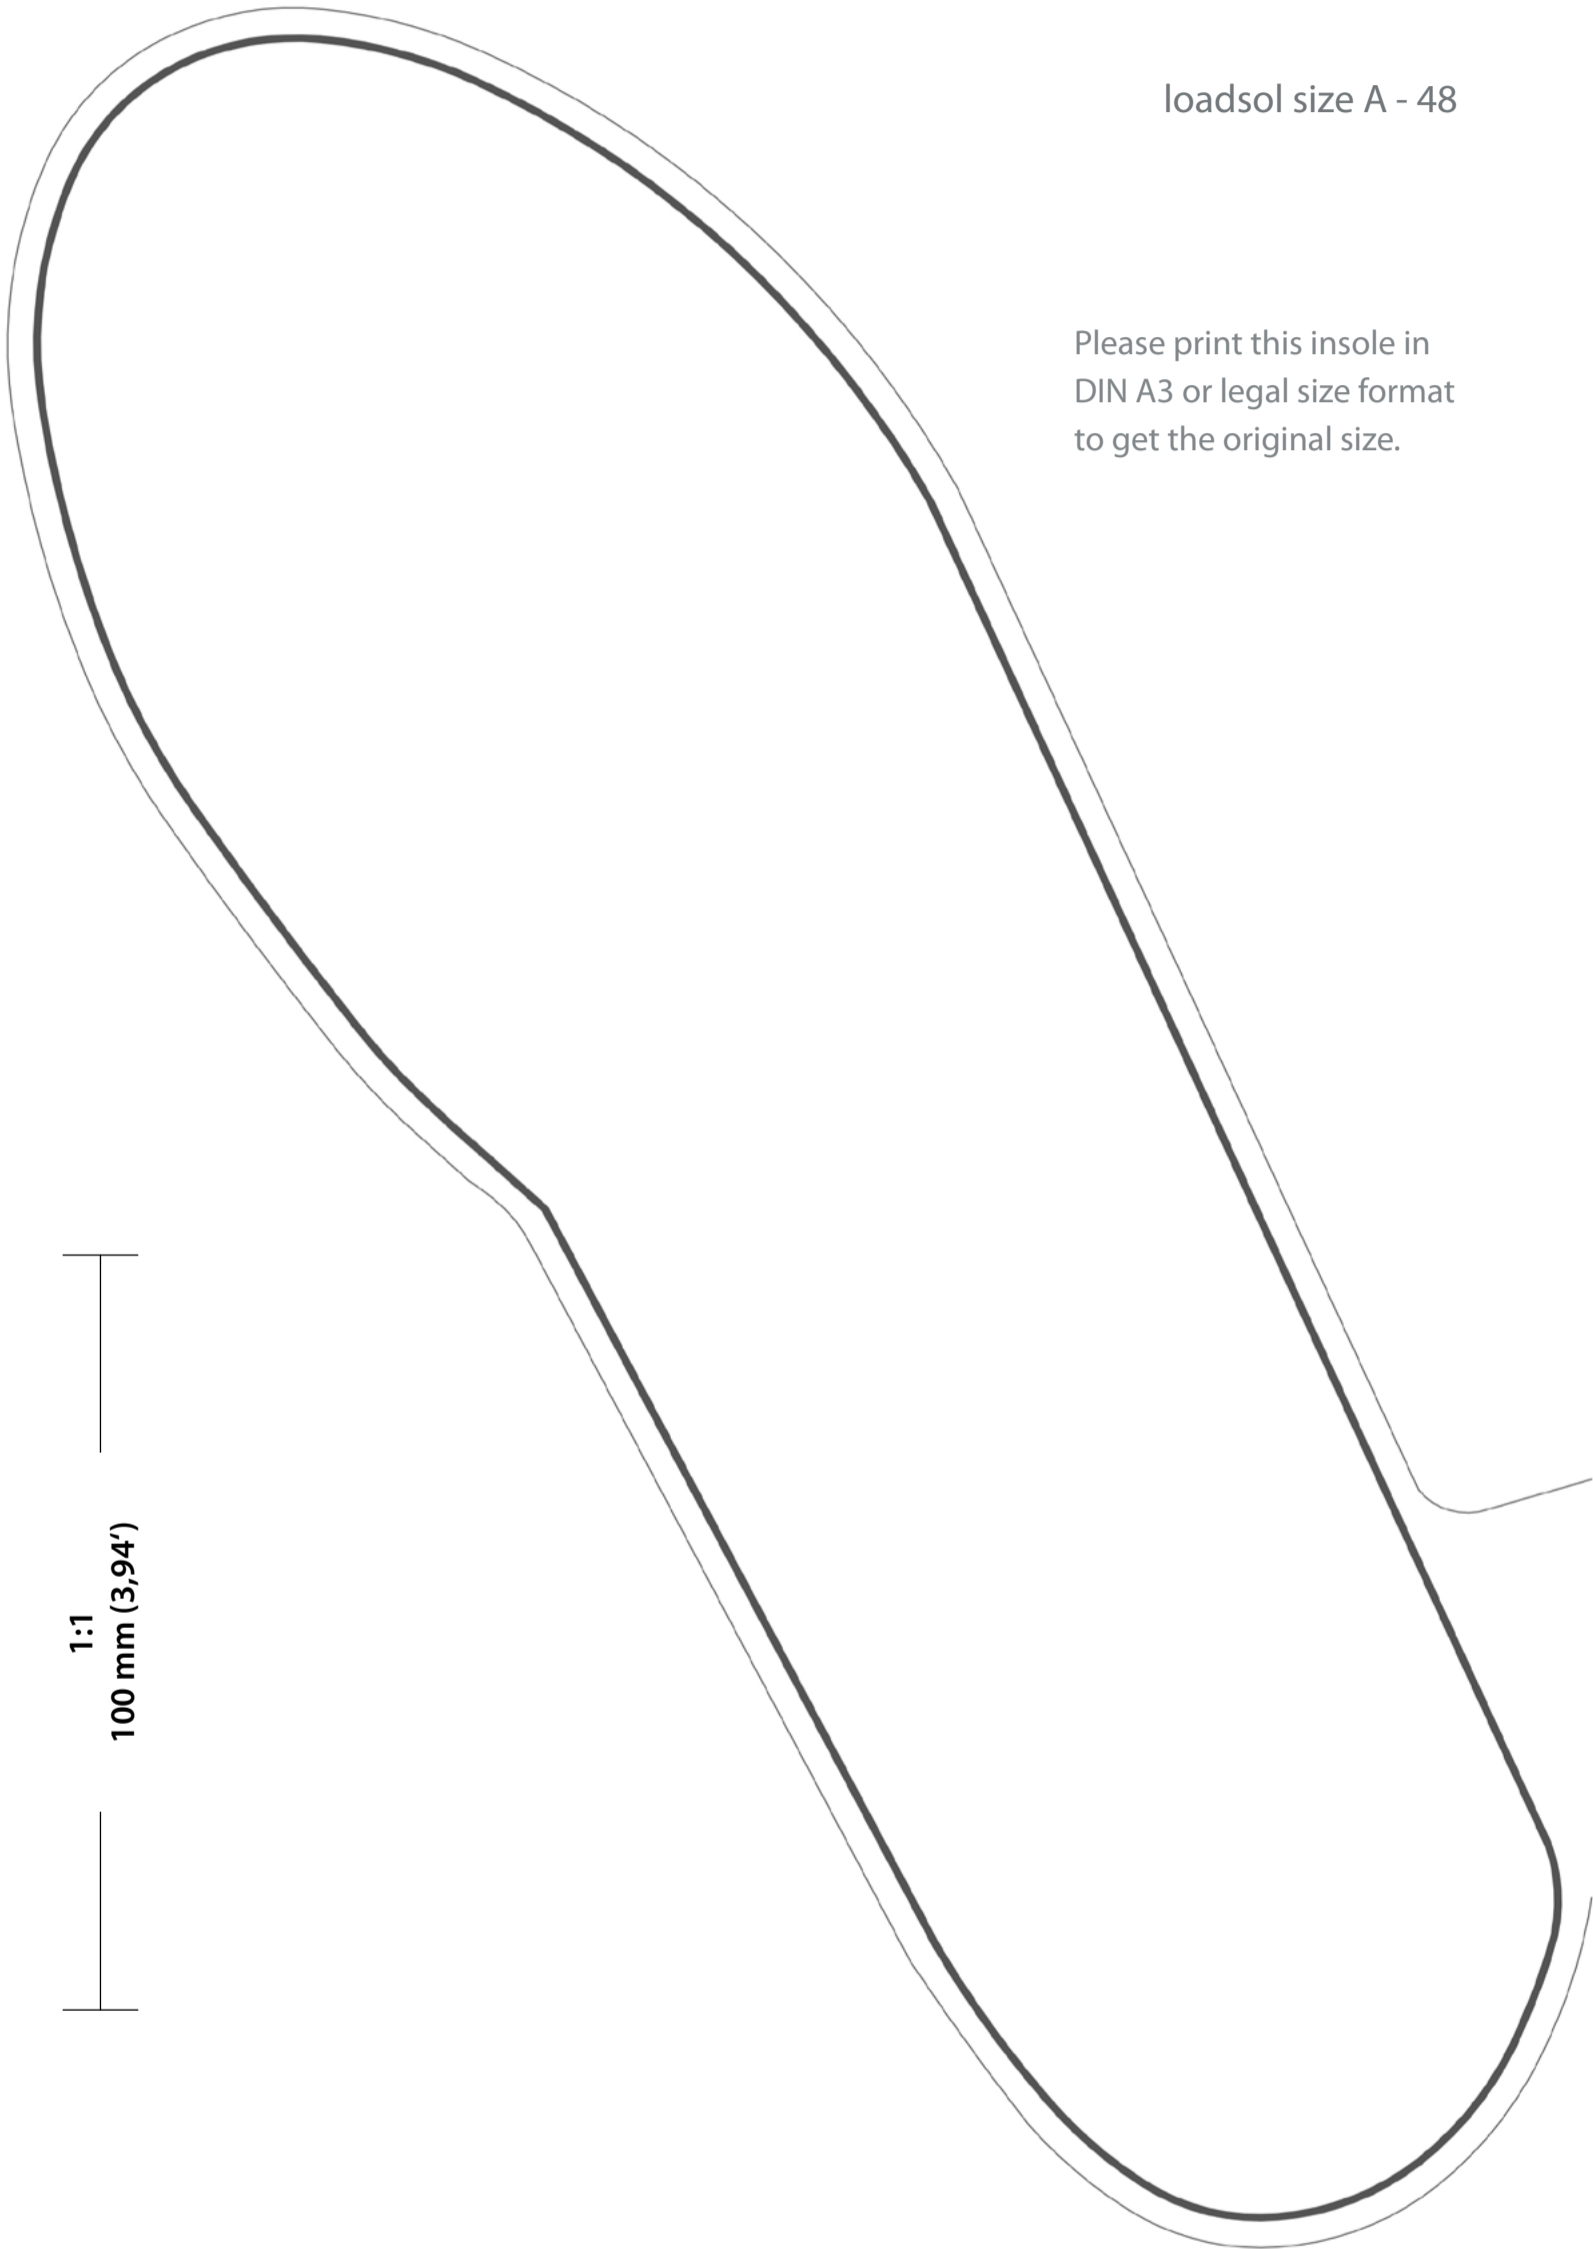 loadsol size A - 48
Please print this insole in
DIN A3 or legal size format
to get the original size.
1:1
100 mm (3,94‘)